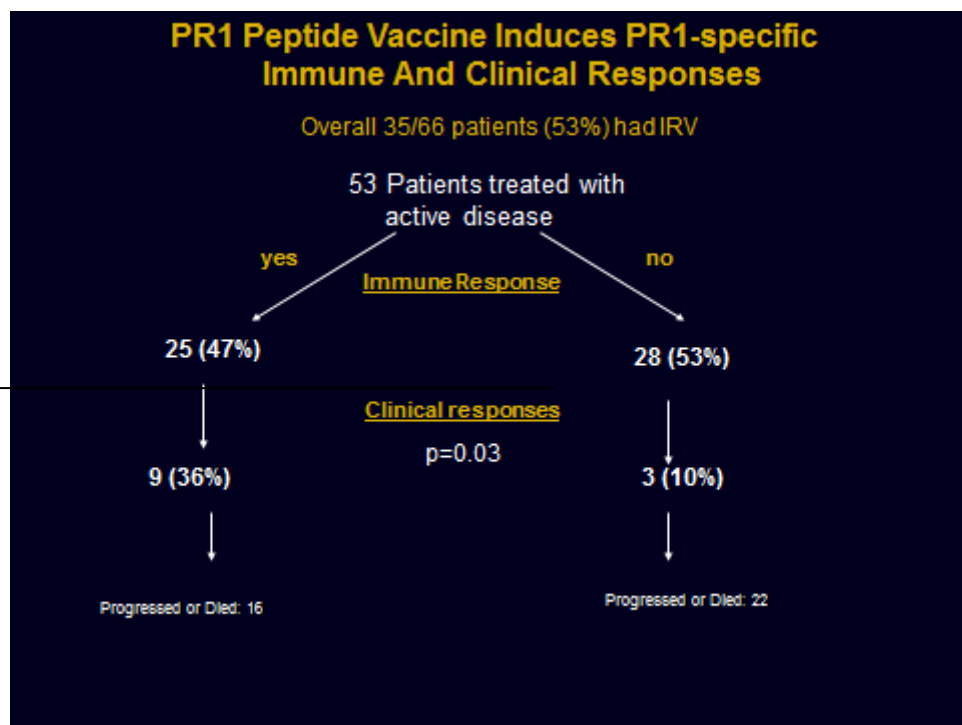 PR1 Peptide Vaccine Induces PR1-specific
Immune And Clinical Responses
Overall 35/66 patients (53%) had IRV
53 Patients treated with
active disease
yes
no
Immune Response
25 (47%)
28 (53%)
Clinical responses
p=0.03
9 (36%)
3 (10%)
Progressed or Died: 16
Progressed or Died: 22